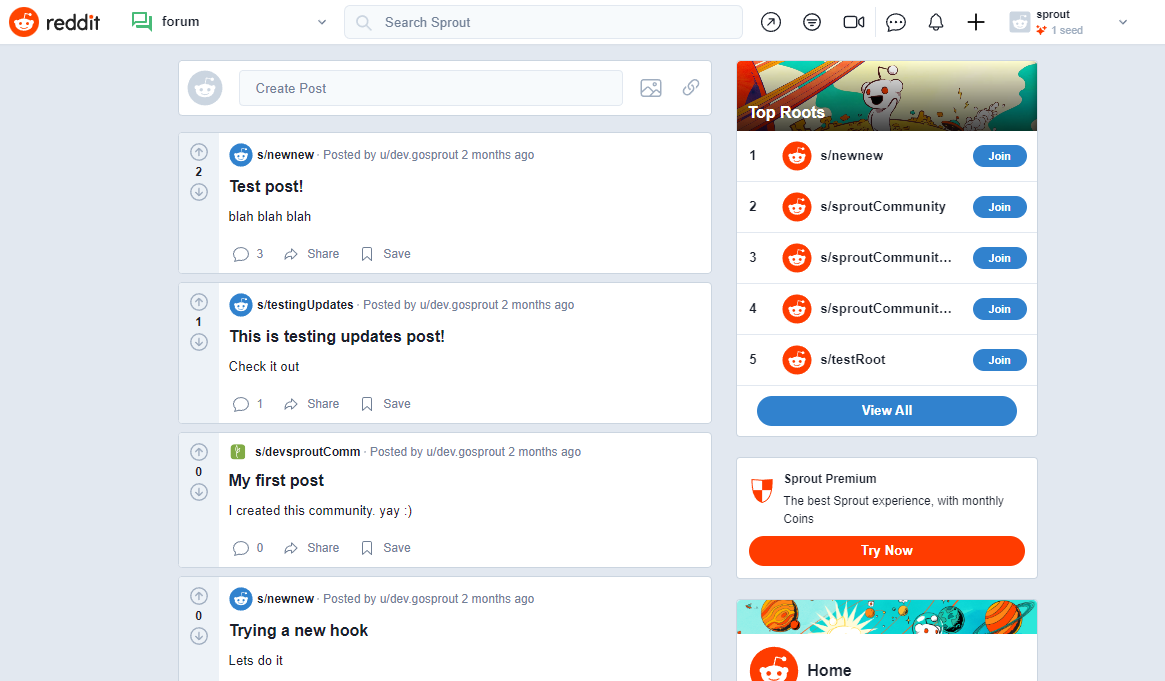 reddit
forum
Search Sprout
sprout
1 seed
Create Post
2
s/newnew · Posted by u/dev.gosprout 2 months ago
Test post!
blah blah blah
3 Share Save
1
s/testingUpdates · Posted by u/dev.gosprout 2 months ago
This is testing updates post!
Check it out
1 Share Save
0
s/devsproutComm · Posted by u/dev.gosprout 2 months ago
My first post
I created this community. yay :)
0 Share Save
0
s/newnew · Posted by u/dev.gosprout 2 months ago
Trying a new hook
Lets do it
Top Roots
1 s/newnew Join
2 s/sproutCommunity Join
3 s/sproutCommunit... Join
4 s/sproutCommunit... Join
5 s/testRoot Join
View All
Sprout Premium
The best Sprout experience, with monthly
Coins
Try Now
Home